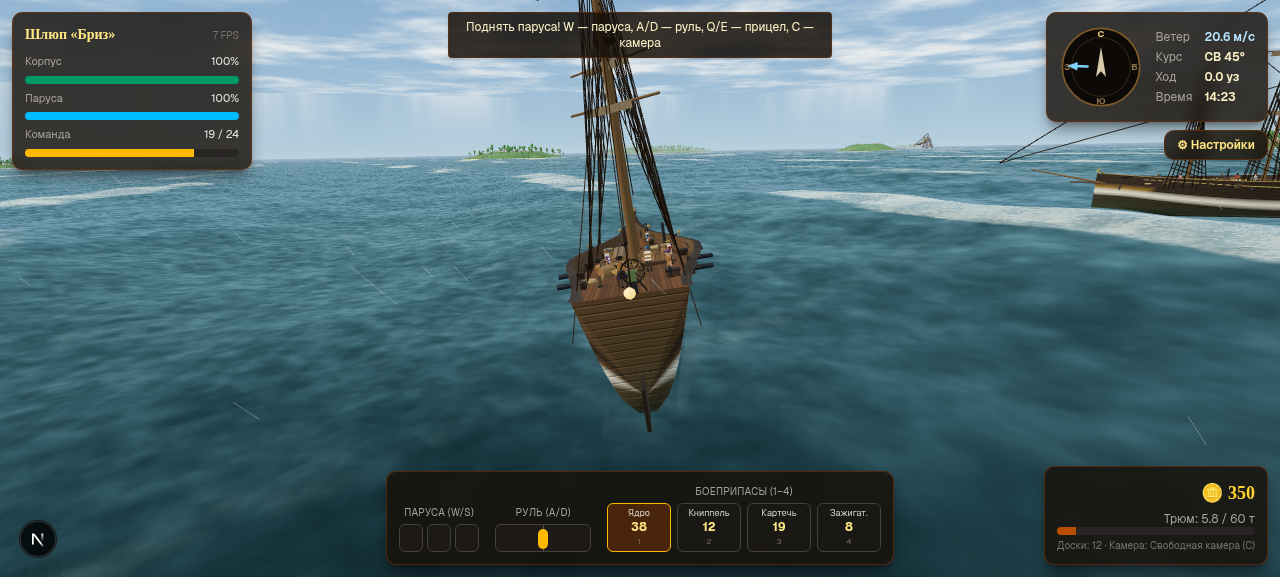 Шлюп «Бриз»
7 FPS
Корпус
100%
Паруса
100%
Команда
19 / 24
Поднять паруса! W — паруса, A/D — руль, Q/E — прицел, C —
камера
С
З
В
Ю
Ветер 20.6 м/с
Курс СВ 45°
Ход 0.0 уз
Время 14:23
⚙ Настройки
ПАРУСА (W/S)
РУЛЬ (A/D)
БОЕПРИПАСЫ (1–4)
Ядро
38
1
Книппель
12
2
Картечь
19
3
Зажигат.
8
4
N
350
Трюм: 5.8 / 60 т
Доски: 12 · Камера: Свободная камера (C)